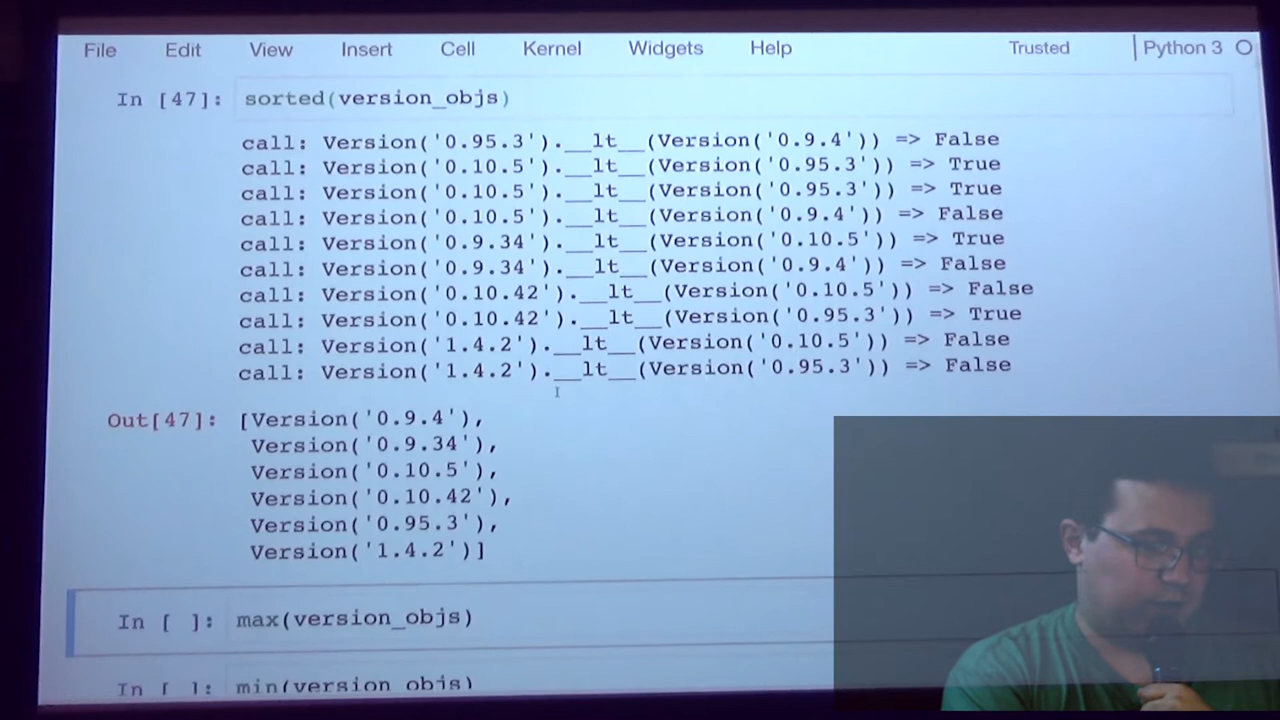 File Edit View Insert Cell Kernel Widgets Help Trusted Python 3
In [47]: sorted(version_objs)
call: Version('0.95.3').__lt__(Version('0.9.4')) => False
call: Version('0.10.5').__lt__(Version('0.95.3')) => True
call: Version('0.10.5').__lt__(Version('0.95.3')) => True
call: Version('0.10.5').__lt__(Version('0.9.4')) => False
call: Version('0.9.34').__lt__(Version('0.10.5')) => True
call: Version('0.9.34').__lt__(Version('0.9.4')) => False
call: Version('0.10.42').__lt__(Version('0.10.5')) => False
call: Version('0.10.42').__lt__(Version('0.95.3')) => True
call: Version('1.4.2').__lt__(Version('0.10.5')) => False
call: Version('1.4.2').__lt__(Version('0.95.3')) => False
Out[47]: [Version('0.9.4'),
Version('0.9.34'),
Version('0.10.5'),
Version('0.10.42'),
Version('0.95.3'),
Version('1.4.2')]
In [ ]: max(version_objs)
In [ ]: min(version_objs)